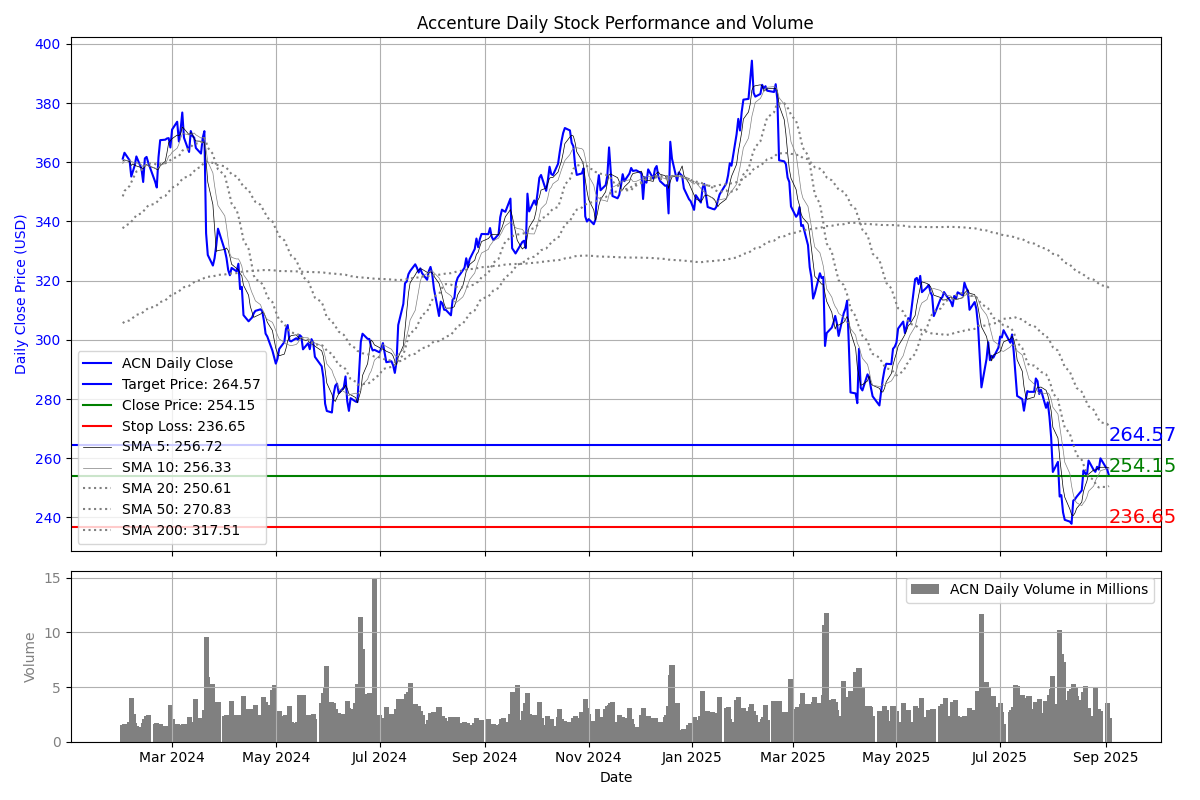 Accenture Daily Stock Performance and Volume
Daily Close Price (USD)
400
380
360
340
320
300
280
260
240
ACN Daily Close
Target Price: 264.57
Close Price: 254.15
Stop Loss: 236.65
SMA 5: 256.72
SMA 10: 256.33
SMA 20: 250.61
SMA 50: 270.83
SMA 200: 317.51
264.57
254.15
236.65
Volume
15
10
5
0
ACN Daily Volume in Millions
Mar 2024 May 2024 Jul 2024 Sep 2024 Nov 2024 Jan 2025 Mar 2025 May 2025 Jul 2025 Sep 2025
Date